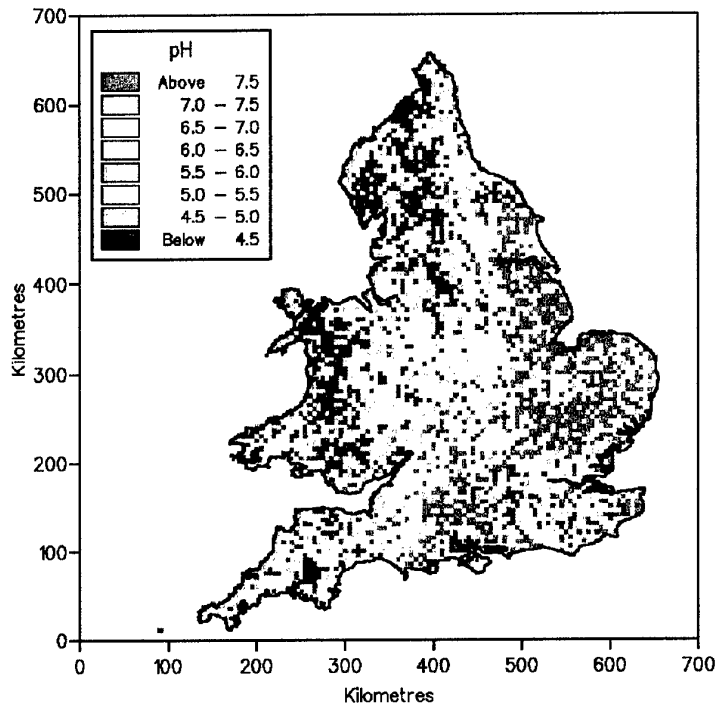 700
600
500
400
300
200
100
0
Kilometres
pH
Above 7.5
7.0 – 7.5
6.5 – 7.0
6.0 – 6.5
5.5 – 6.0
5.0 – 5.5
4.5 – 5.0
Below 4.5
0 100 200 300 400 500 600 700
Kilometres